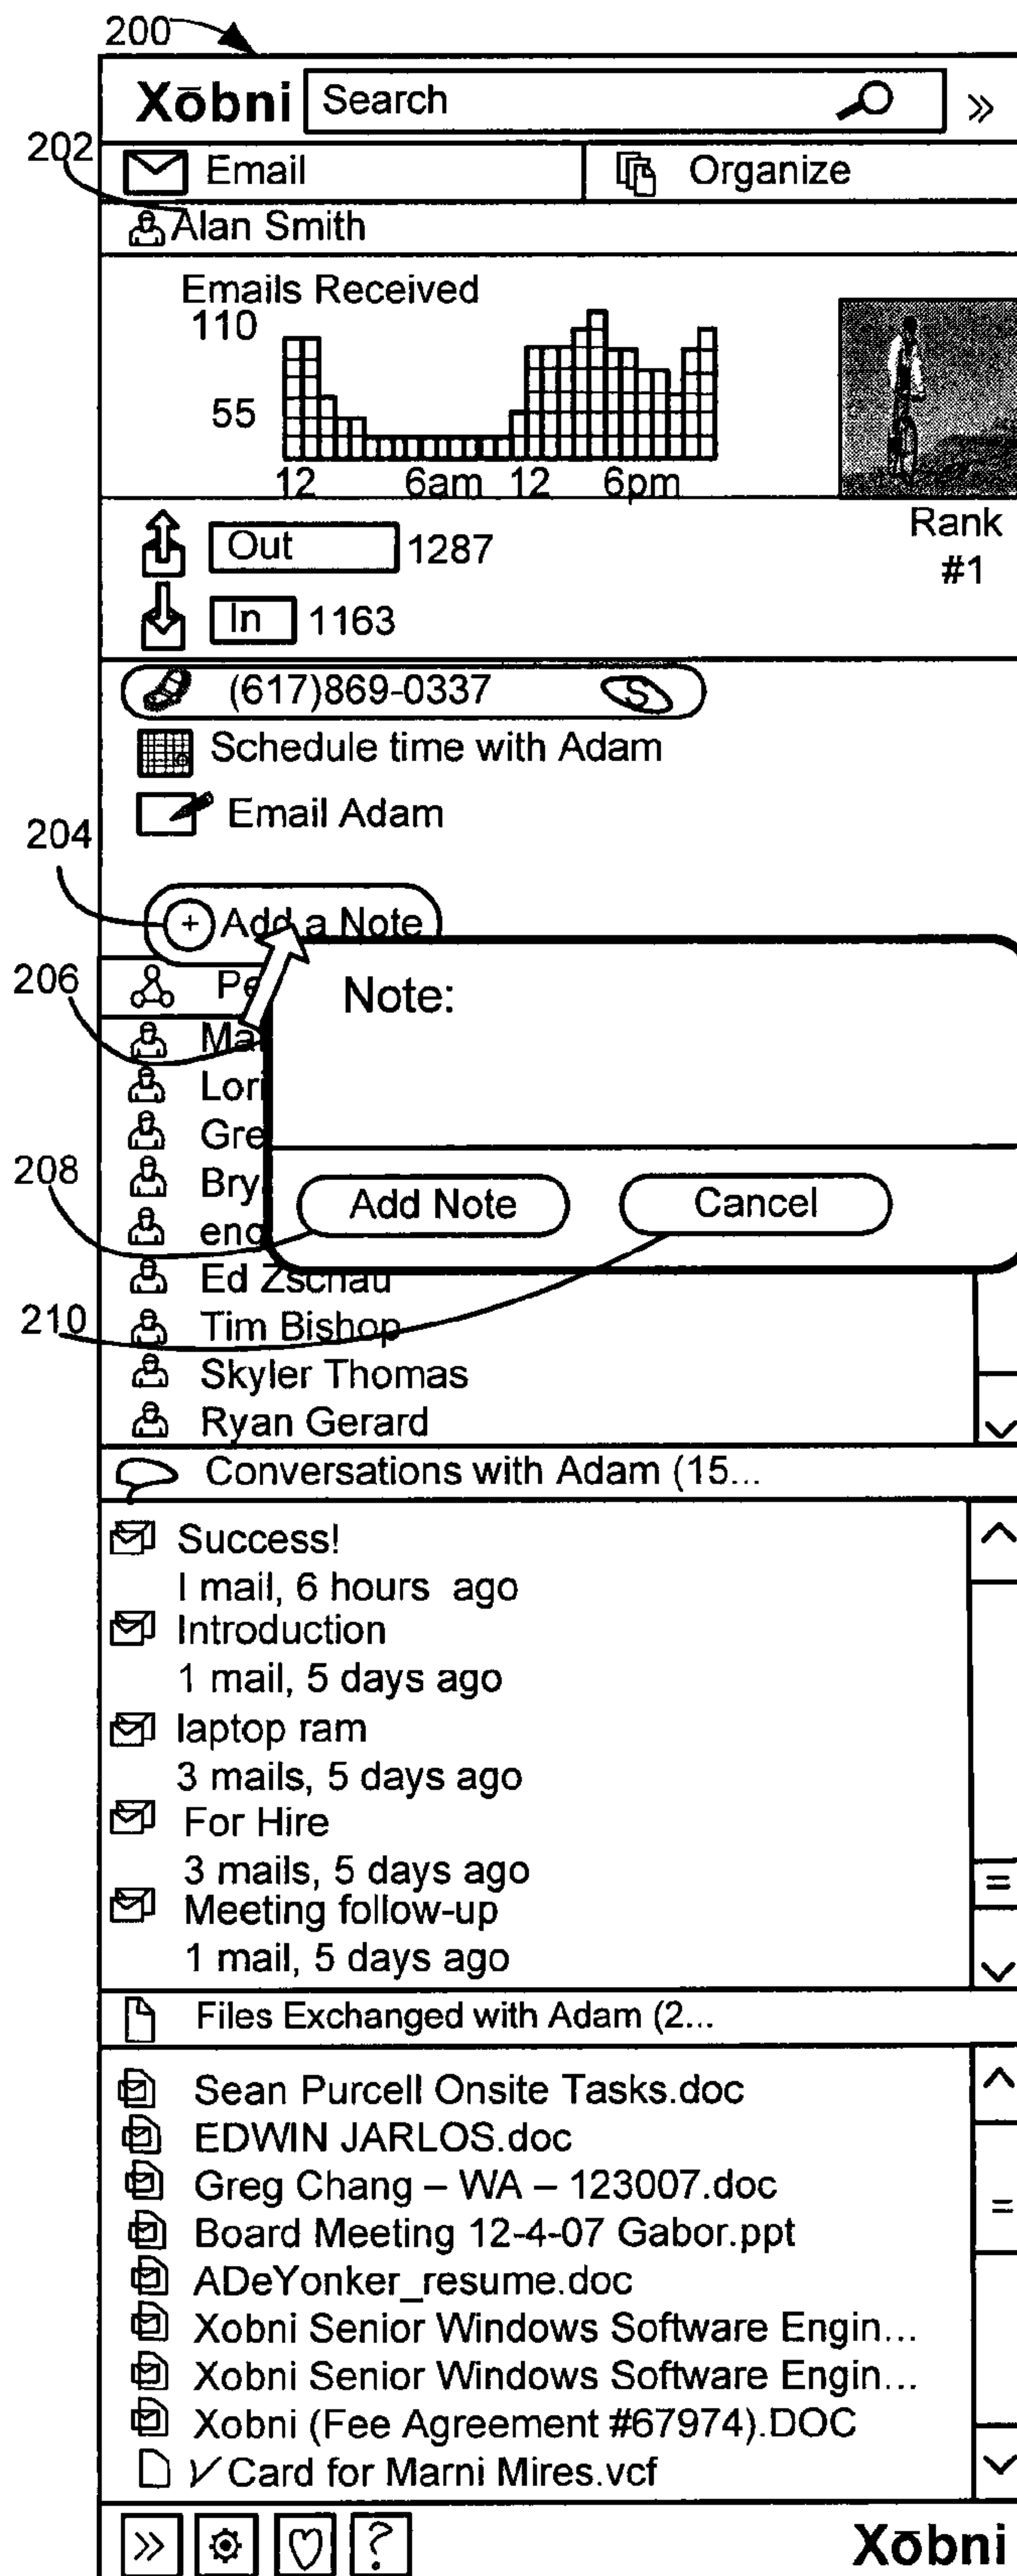 200
Xōbni Search »
202
Email Organize
Alan Smith
Emails Received
110
55
12 6am 12 6pm
Rank
#1
Out 1287
In 1163
(617)869-0337 S
Schedule time with Adam
Email Adam
204
+ Add a Note
206
Pe
Note:
Ma
Lori
Gre
208
Bry
Add Note Cancel
Ed Zschau
210
Tim Bishop
Skyler Thomas
Ryan Gerard
Conversations with Adam (15...
Success!
I mail, 6 hours ago
Introduction
1 mail, 5 days ago
laptop ram
3 mails, 5 days ago
For Hire
3 mails, 5 days ago
Meeting follow-up
1 mail, 5 days ago
Files Exchanged with Adam (2...
Sean Purcell Onsite Tasks.doc
EDWIN JARLOS.doc
Greg Chang – WA – 123007.doc
Board Meeting 12-4-07 Gabor.ppt
ADeYonker_resume.doc
Xobni Senior Windows Software Engin...
Xobni Senior Windows Software Engin...
Xobni (Fee Agreement #67974).DOC
VCard for Marni Mires.vcf
» ? Xōbni